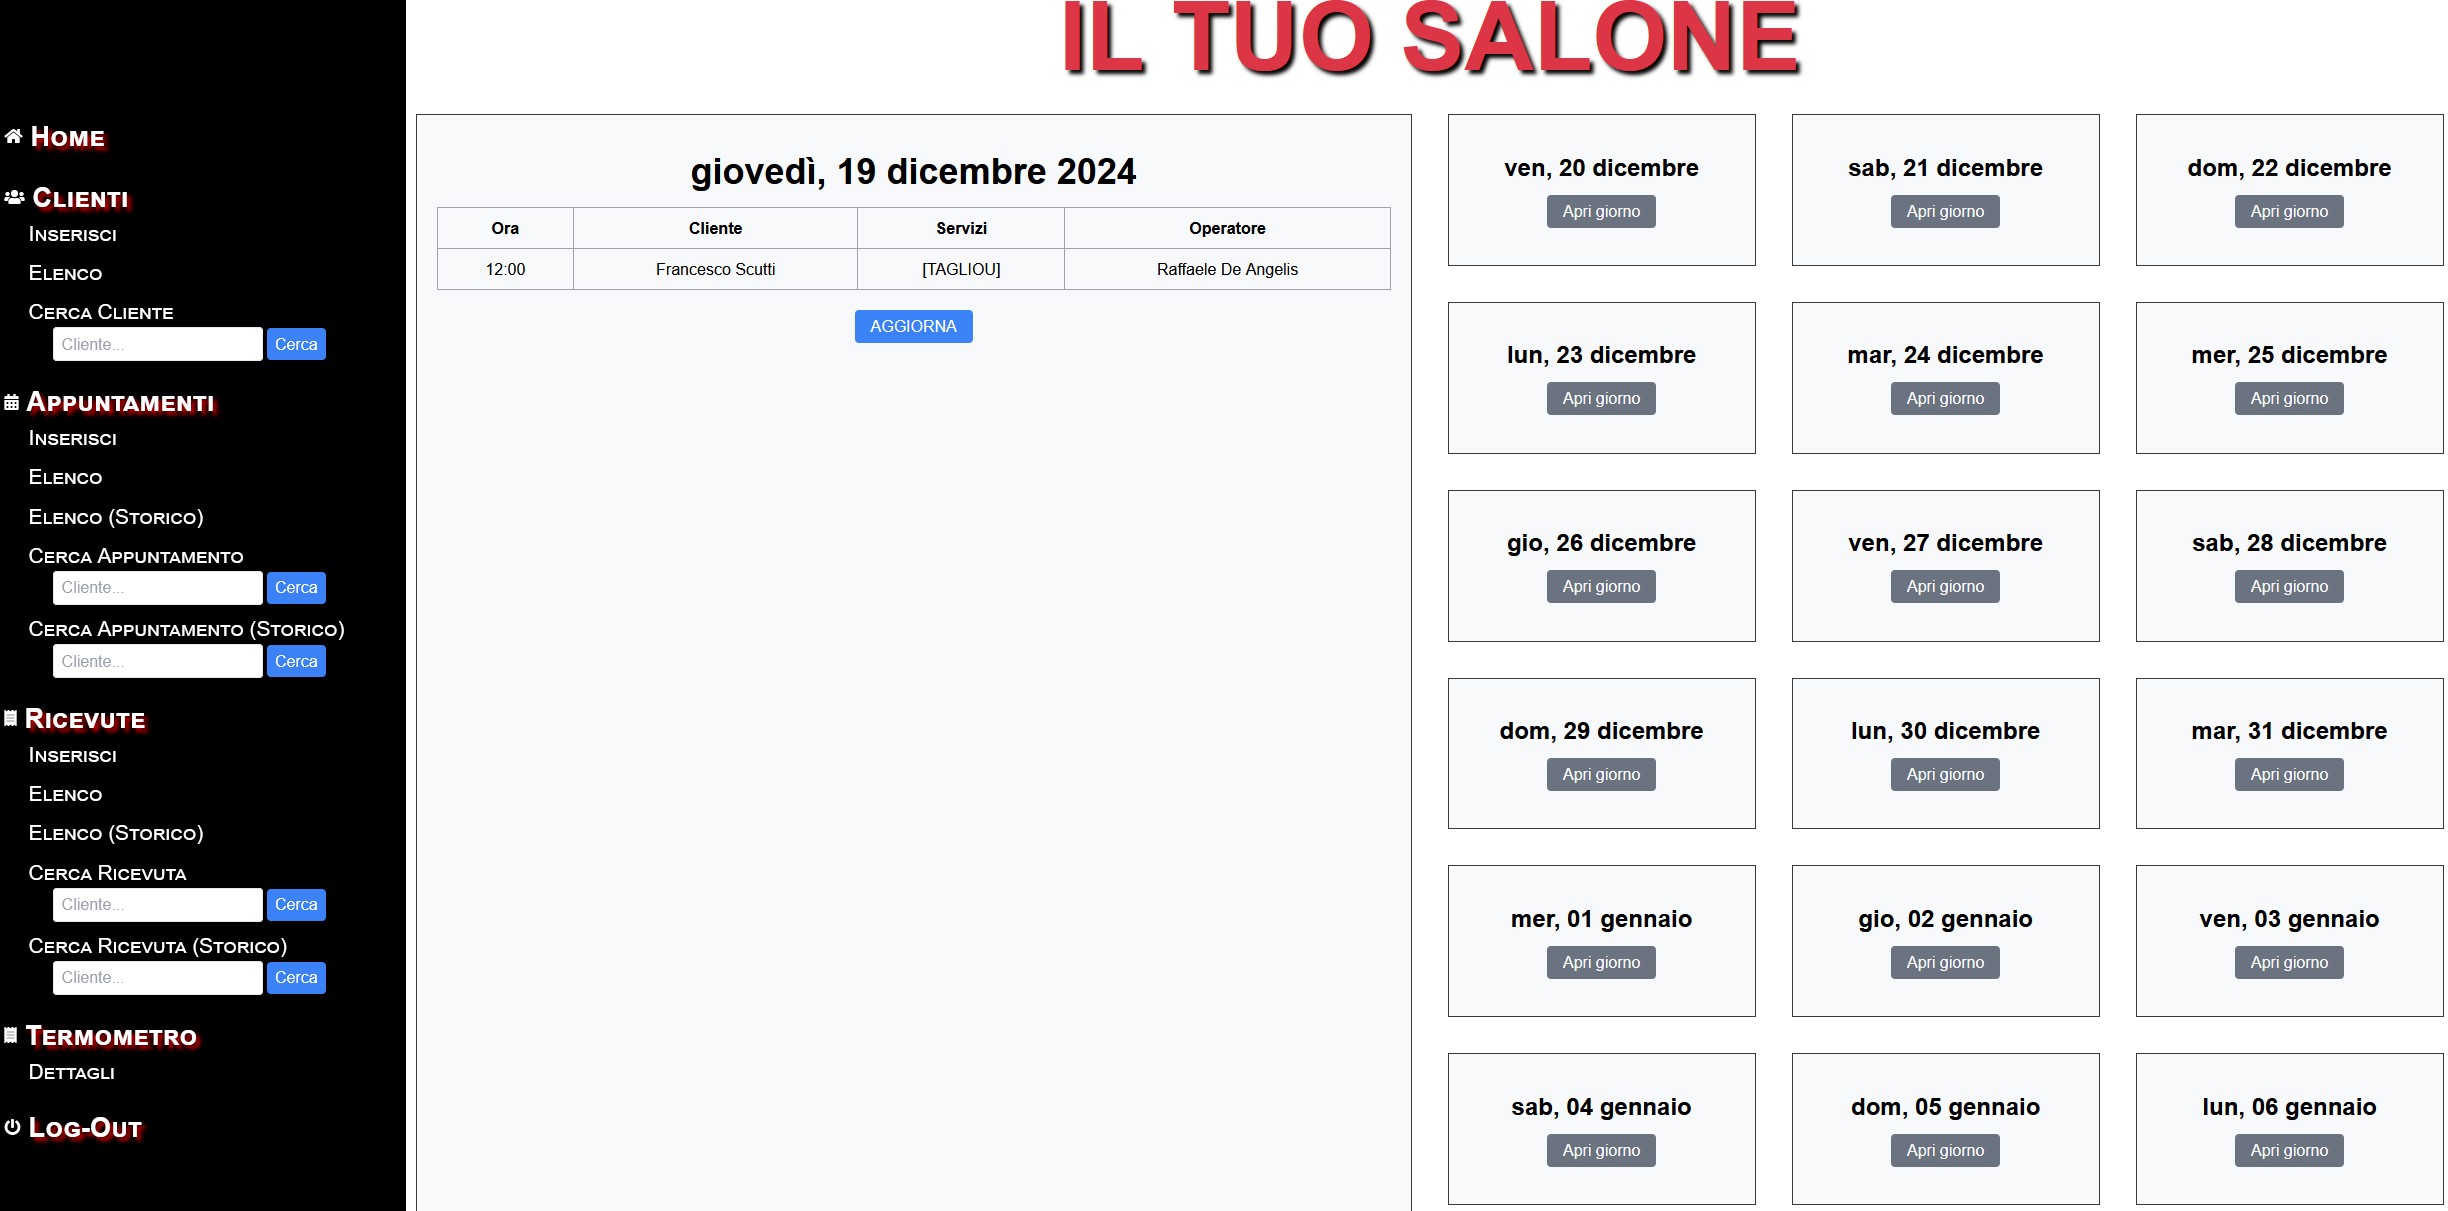 IL TUO SALONE
Home
Clienti
Inserisci
Elenco
Cerca Cliente
Cliente... Cerca
Appuntamenti
Inserisci
Elenco
Elenco (Storico)
Cerca Appuntamento
Cliente... Cerca
Cerca Appuntamento (Storico)
Cliente... Cerca
Ricevute
Inserisci
Elenco
Elenco (Storico)
Cerca Ricevuta
Cliente... Cerca
Cerca Ricevuta (Storico)
Cliente... Cerca
Termometro
Dettagli
Log-Out
giovedì, 19 dicembre 2024
Ora Cliente Servizi Operatore
12:00 Francesco Scutti [TAGLIOU] Raffaele De Angelis
AGGIORNA
ven, 20 dicembre sab, 21 dicembre dom, 22 dicembre
Apri giorno Apri giorno Apri giorno
lun, 23 dicembre mar, 24 dicembre mer, 25 dicembre
Apri giorno Apri giorno Apri giorno
gio, 26 dicembre ven, 27 dicembre sab, 28 dicembre
Apri giorno Apri giorno Apri giorno
dom, 29 dicembre lun, 30 dicembre mar, 31 dicembre
Apri giorno Apri giorno Apri giorno
mer, 01 gennaio gio, 02 gennaio ven, 03 gennaio
Apri giorno Apri giorno Apri giorno
sab, 04 gennaio dom, 05 gennaio lun, 06 gennaio
Apri giorno Apri giorno Apri giorno